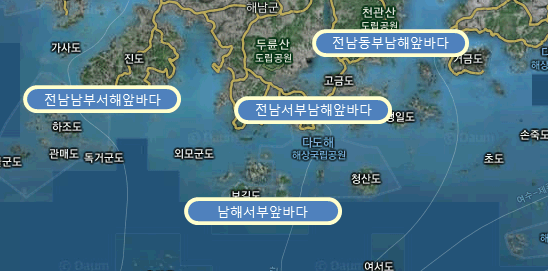 해남군
천관산
도립공원
가사도
두륜산
도립공원
전남동부남해앞바다
진도
거금도
고금도
전남남부서해앞바다
전남서부남해앞바다
생일도
하조도
다도해
해상국립공원
손죽도
관매도
독거군도
외모군도
초도
청산도
보길도
남해서부앞바다
여서도